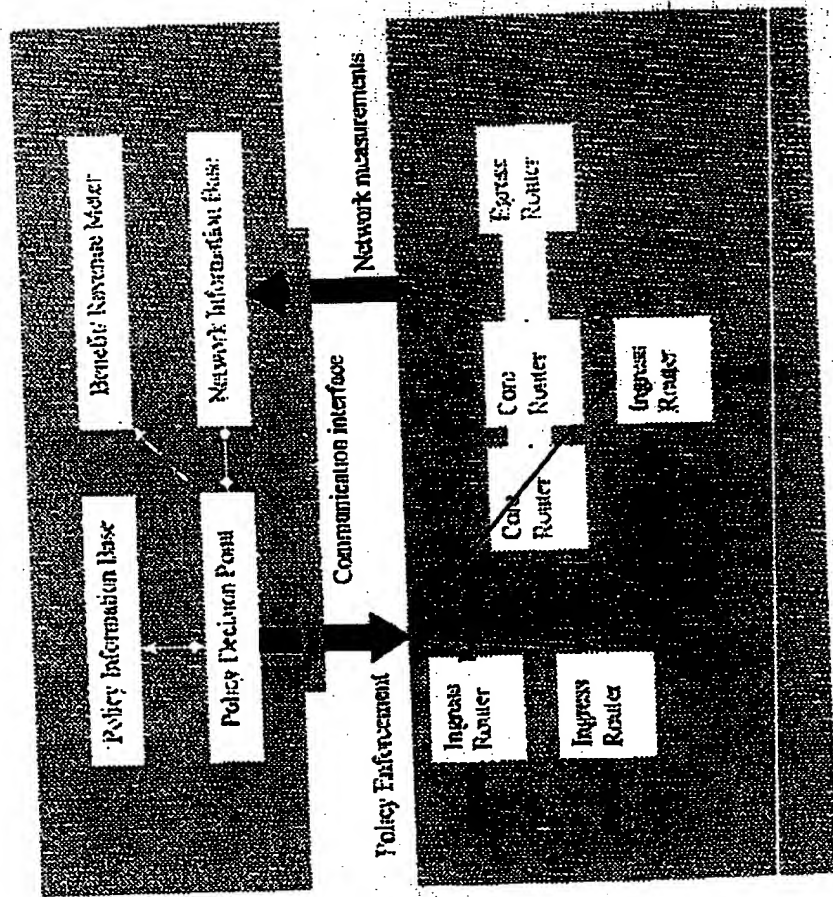 Policy Information Base
Benefit/ Revenue Meter
Policy Decision Point
Network Information Base
Communication interface
Policy Enforcement
Network measurements
Ingress
Router
Ingress
Router
Core
Router
Core
Router
Egress
Router
Ingress
Router